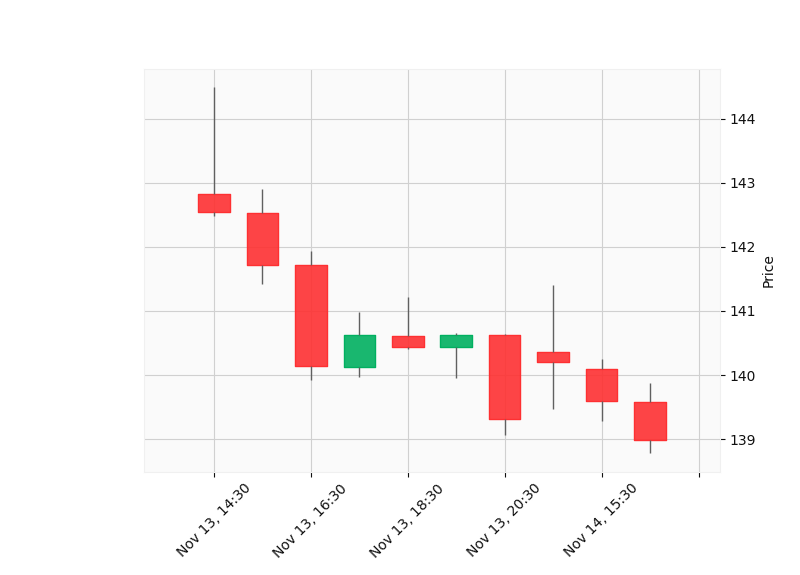 144
143
142
141
140
139
Price
Nov 13, 14:30
Nov 13, 16:30
Nov 13, 18:30
Nov 13, 20:30
Nov 14, 15:30